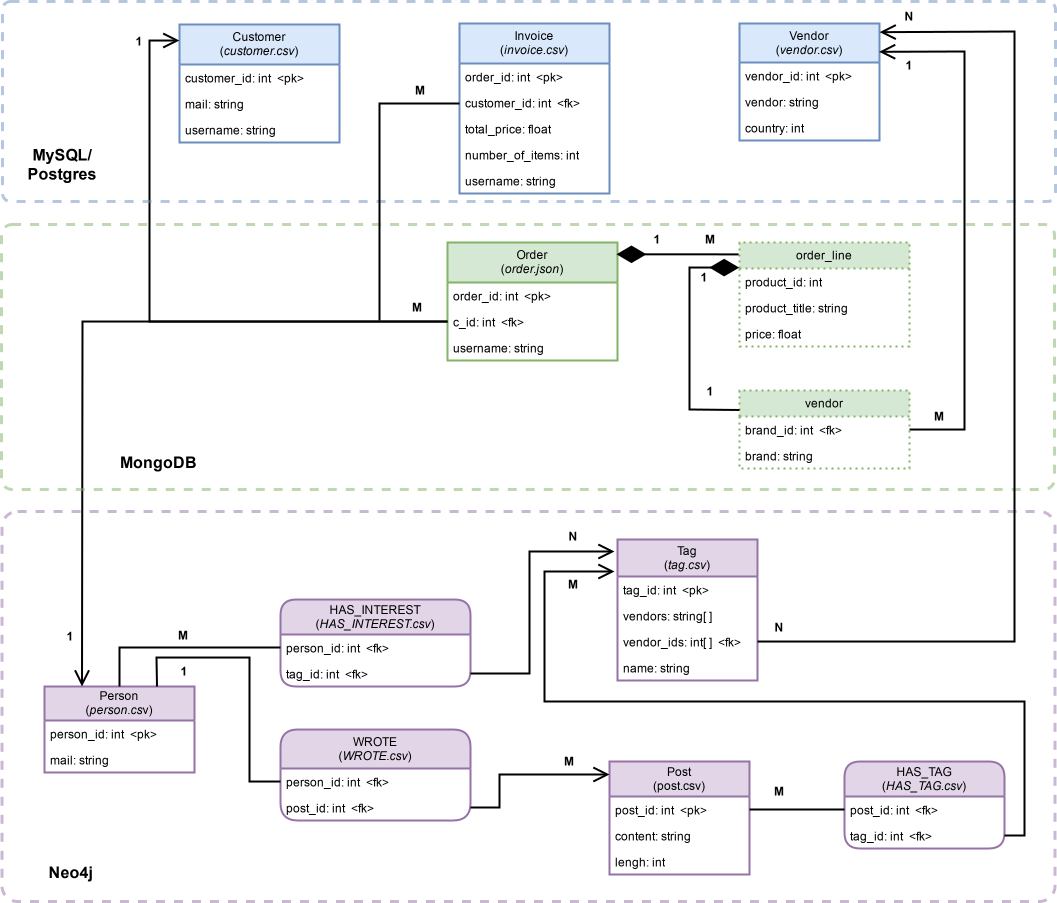 Customer
(customer.csv)
customer_id: int <pk>
mail: string
username: string
1
Invoice
(invoice.csv)
order_id: int <pk>
customer_id: int <fk>
total_price: float
number_of_items: int
username: string
M
Vendor
(vendor.csv)
vendor_id: int <pk>
vendor: string
country: int
N
1
MySQL/
Postgres
Order
(order.json)
order_id: int <pk>
c_id: int <fk>
username: string
M
1
M
order_line
product_id: int
product_title: string
price: float
1
1
vendor
brand_id: int <fk>
brand: string
M
MongoDB
1
Person
(person.csv)
person_id: int <pk>
mail: string
M
1
HAS_INTEREST
(HAS_INTEREST.csv)
person_id: int <fk>
tag_id: int <fk>
N
M
Tag
(tag.csv)
tag_id: int <pk>
vendors: string[ ]
vendor_ids: int[ ] <fk>
name: string
N
WROTE
(WROTE.csv)
person_id: int <fk>
post_id: int <fk>
M
Post
(post.csv)
post_id: int <pk>
content: string
lengh: int
M
HAS_TAG
(HAS_TAG.csv)
post_id: int <fk>
tag_id: int <fk>
Neo4j